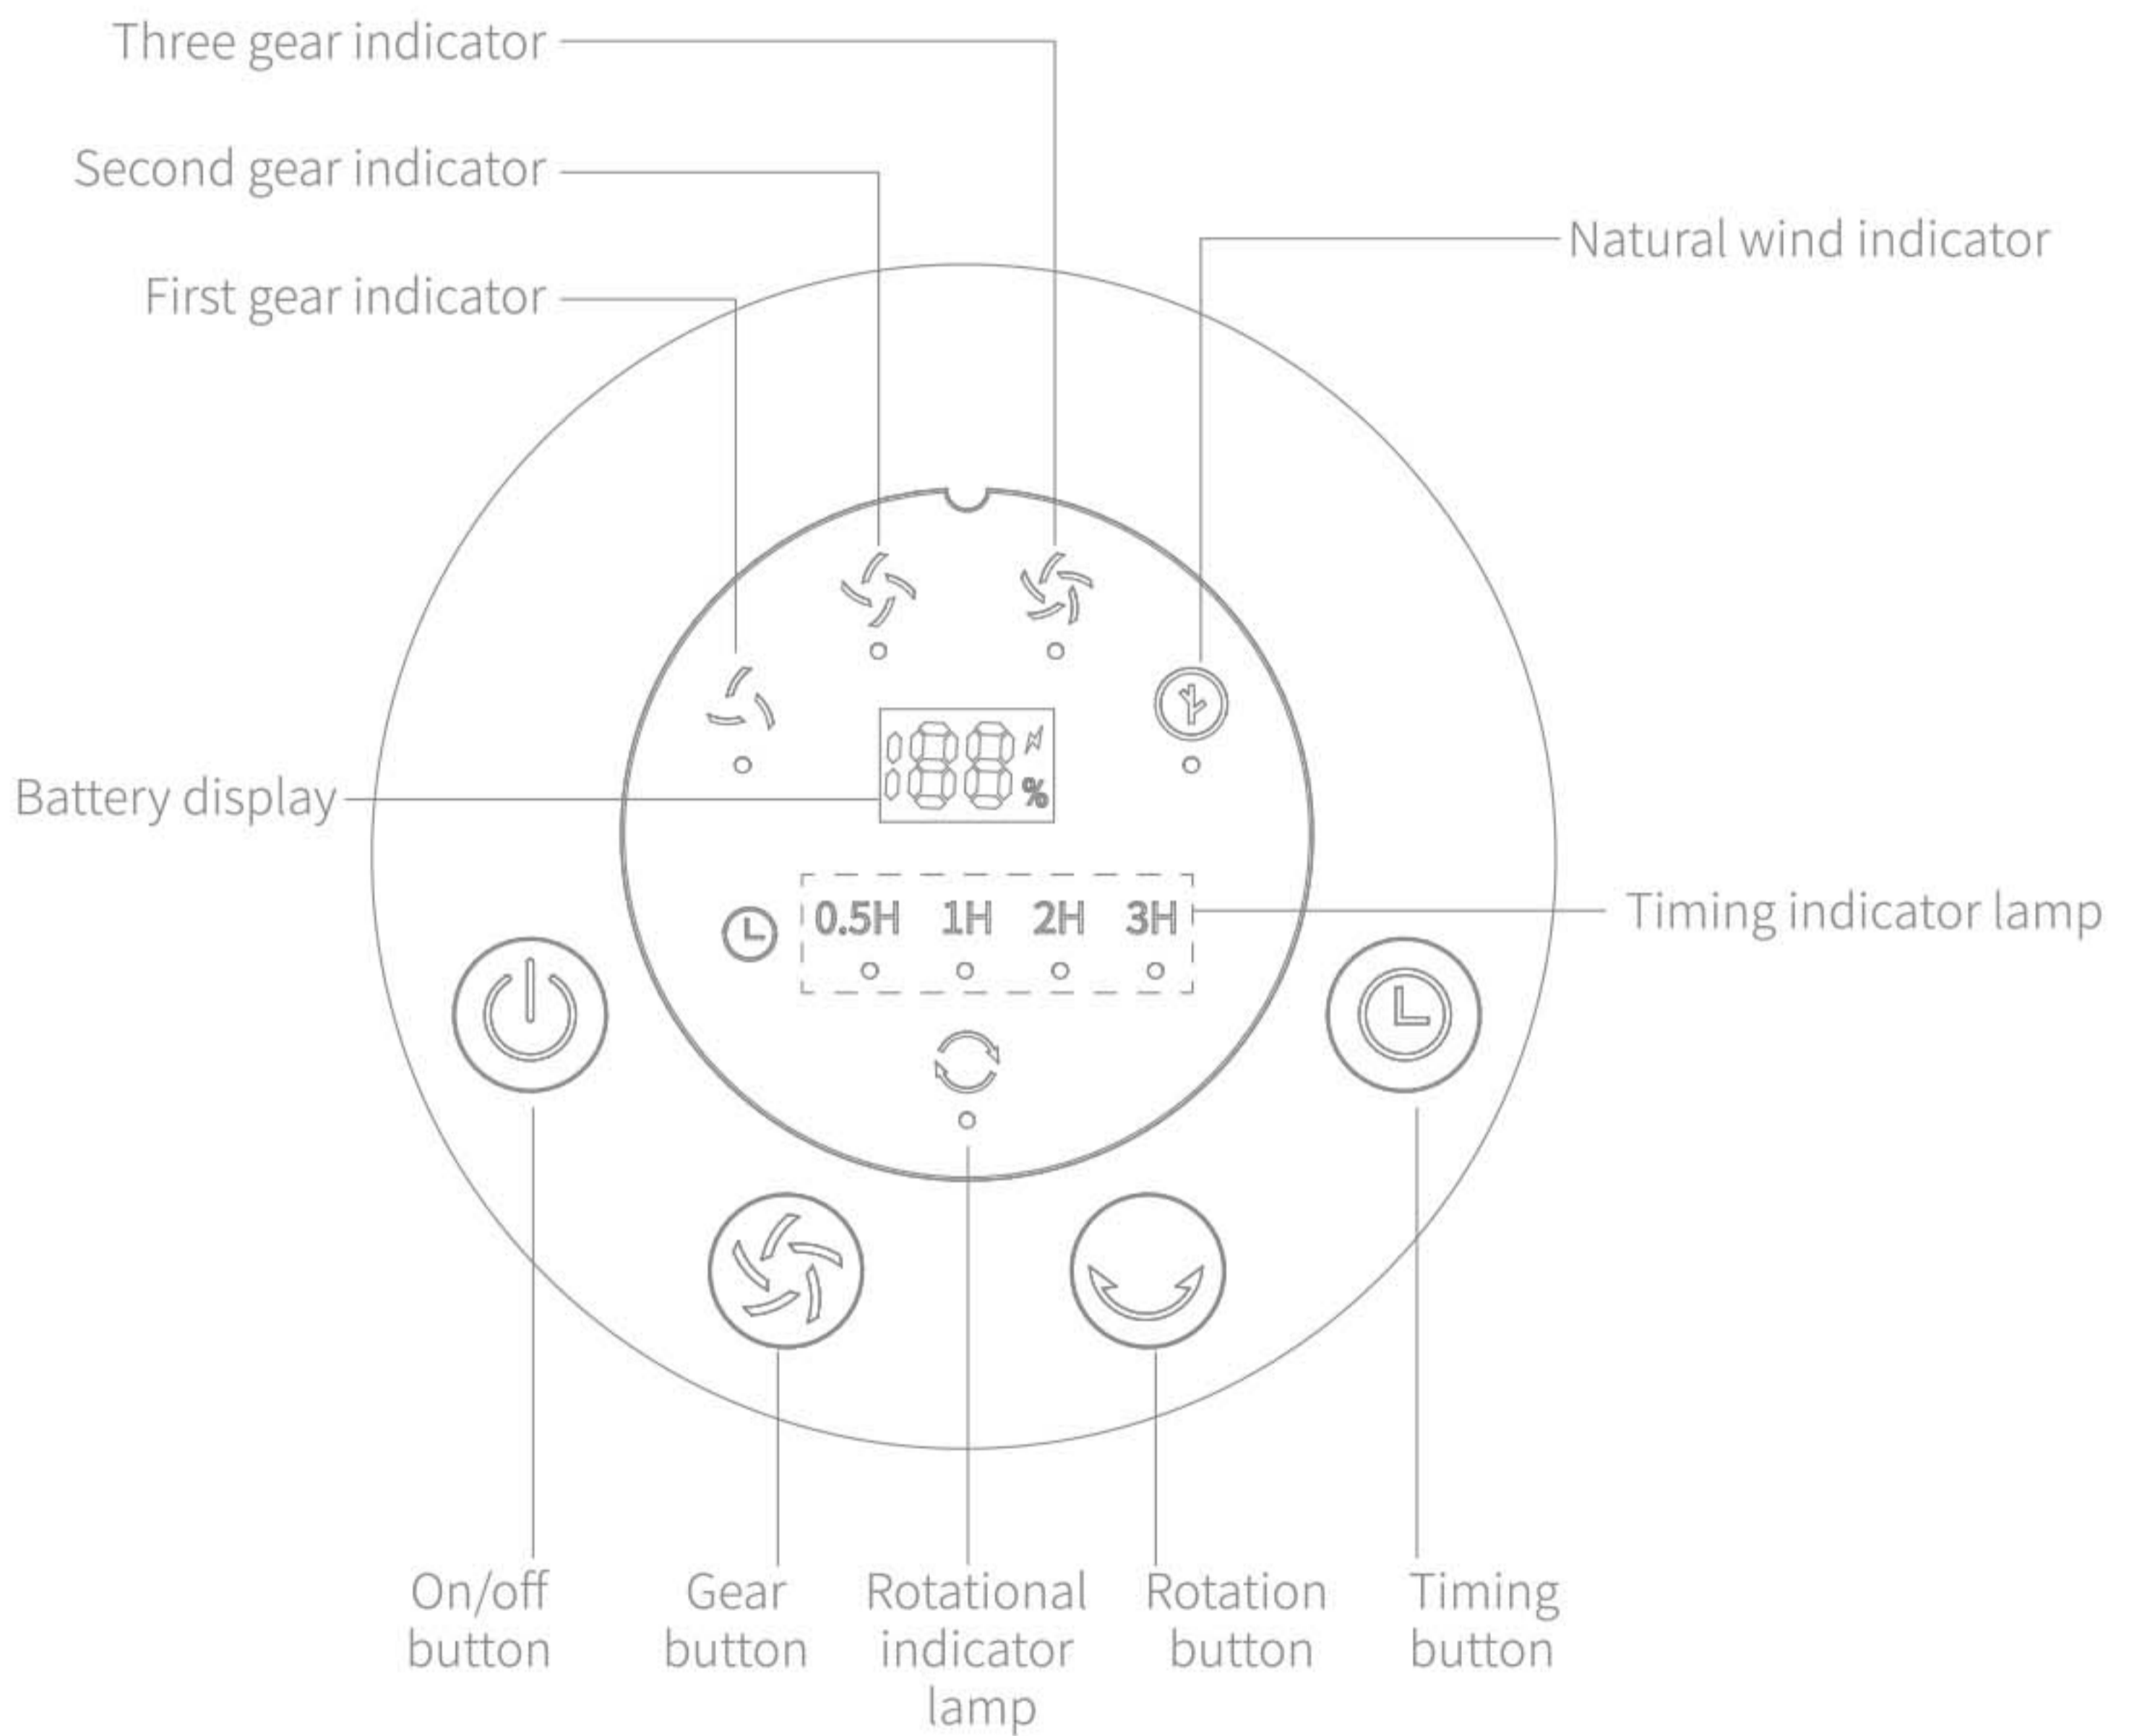 Three gear indicator
Second gear indicator
Natural wind indicator
First gear indicator
188
%
Battery display
0.5H 1H 2H 3H
Timing indicator lamp
On/off
button
Gear
button
Rotational
indicator
lamp
Rotation
button
Timing
button